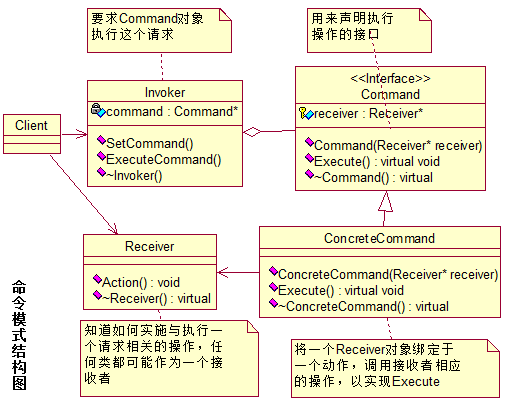 要求Command对象
执行这个请求
用来声明执行
操作的接口
Invoker
command : Command*
SetCommand()
ExecuteCommand()
~Invoker()
<<Interface>>
Command
receiver : Receiver*
Command(Receiver* receiver)
Execute() : virtual void
~Command() : virtual
Client
Receiver
Action() : void
~Receiver() : virtual
ConcreteCommand
ConcreteCommand(Receiver* receiver)
Execute() : virtual void
~ConcreteCommand() : virtual
知道如何实施与执行一
个请求相关的操作，任
何类都可能作为一个接
收者
将一个Receiver对象绑定于
一个动作，调用接收者相应
的操作，以实现Execute
命令模式结构图